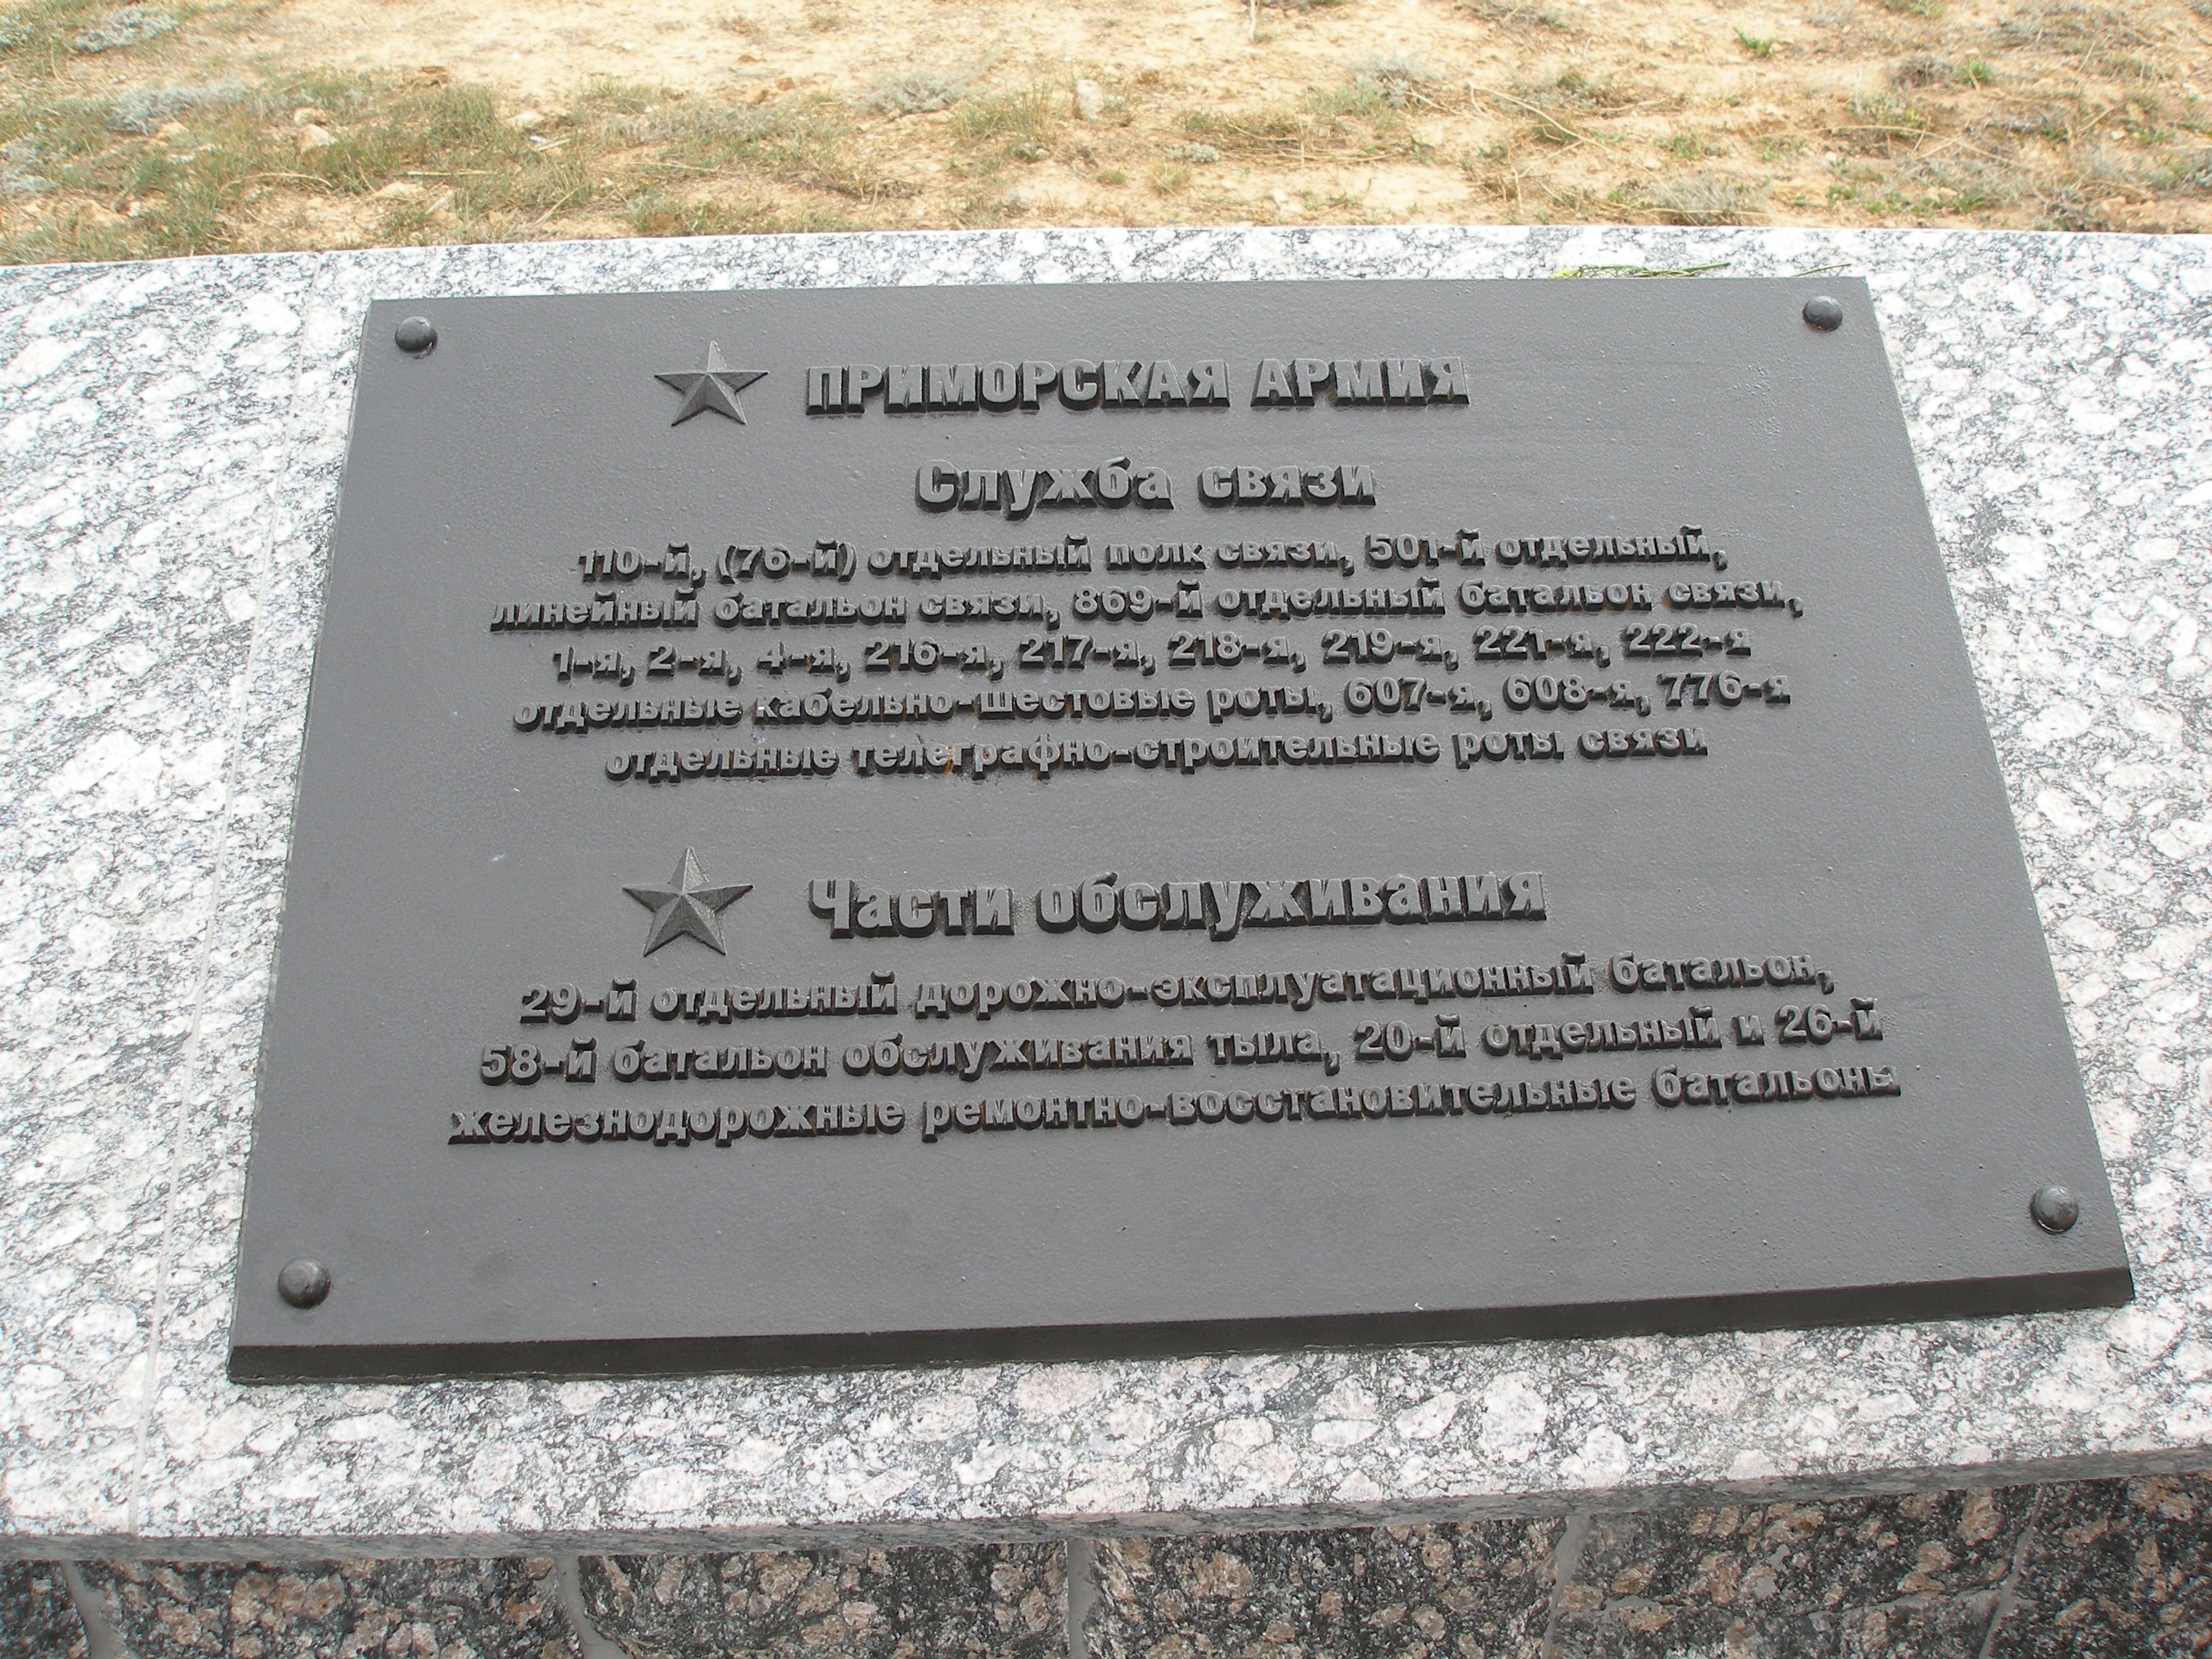 ПРИМОРСКАЯ АРМИЯ
Служба связи
110-й, (76-й) отдельный полк связи, 501-й отдельный,
линейный батальон связи, 869-й отдельный батальон связи,
1-я, 2-я, 4-я, 216-я, 217-я, 218-я, 219-я, 221-я, 222-я
отдельные кабельно-шестовые роты, 607-я, 608-я, 776-я
отдельные телеграфно-строительные роты связи
Части обслуживания
29-й отдельный дорожно-эксплуатационный батальон,
58-й батальон обслуживания тыла, 20-й отдельный и 26-й
железнодорожные ремонтно-восстановительные батальоны